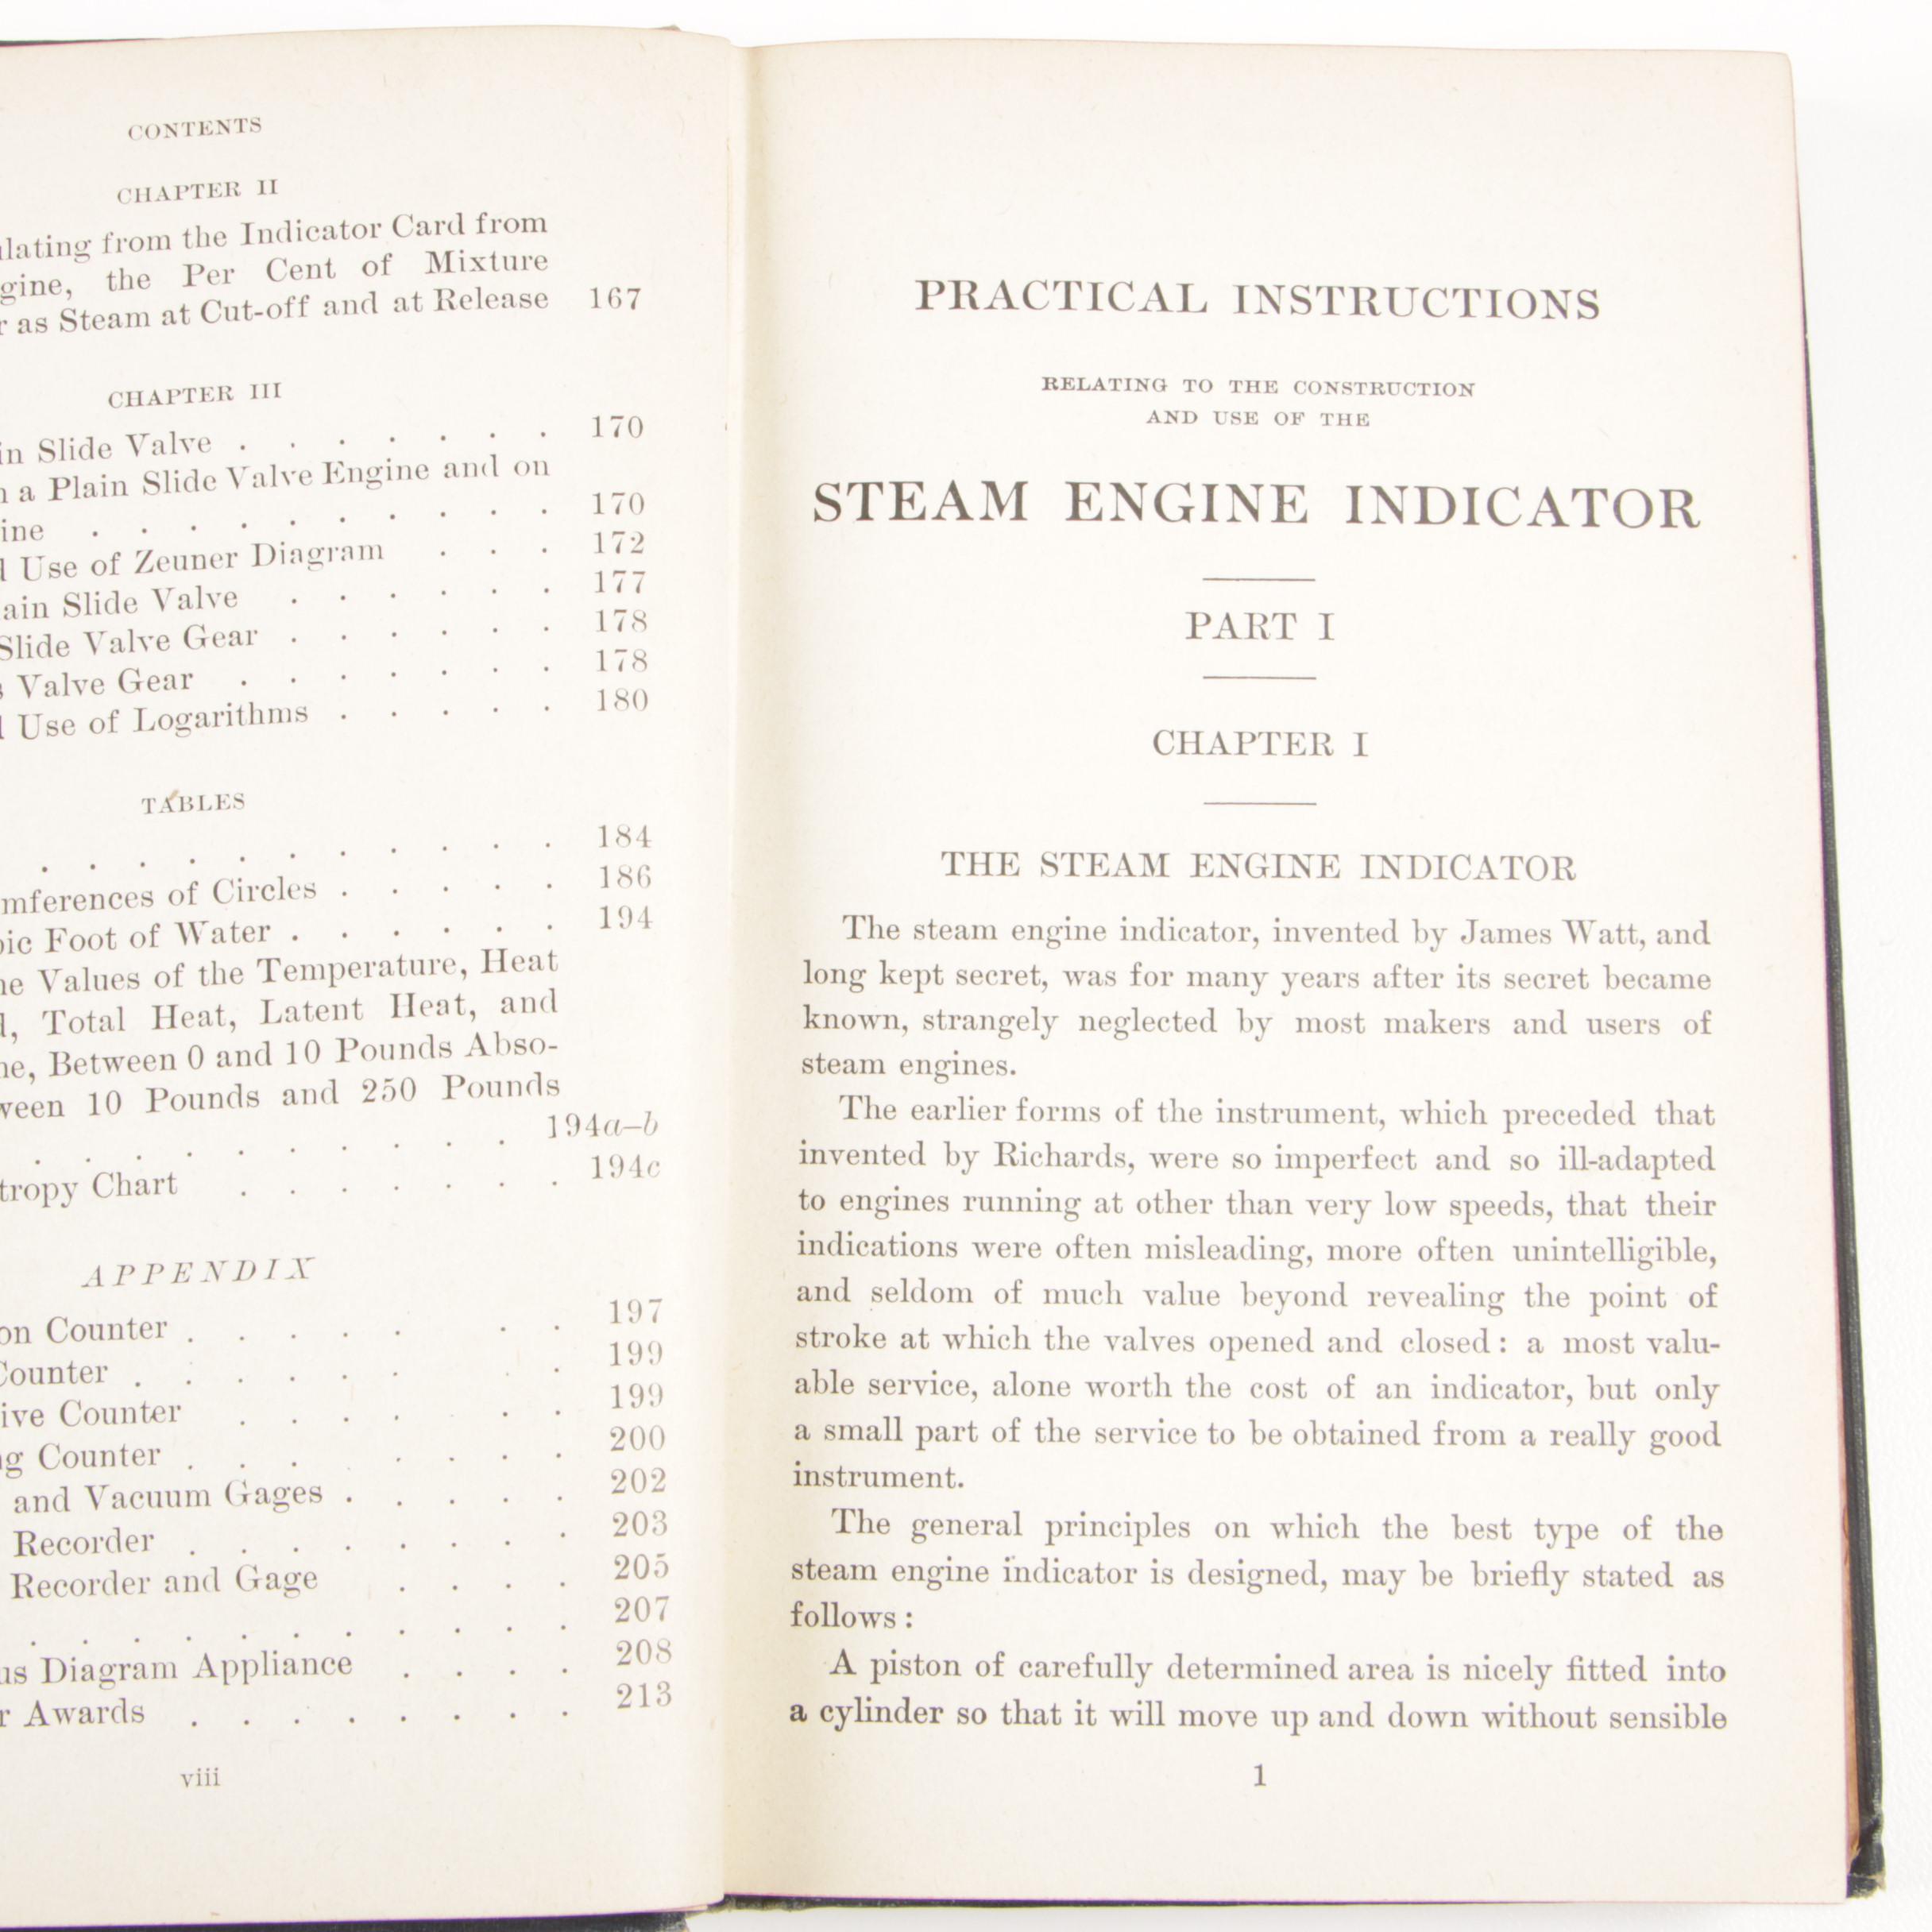 CONTENTS
CHAPTER II
from the Indicator Card from
the Per Cent of Mixture
as Steam at Cut-off and at Release 167
CHAPTER III
Slide Valve . . . . . . . 170
a Plain Slide Valve Engine and on
. . . . . . . . . . 170
Use of Zeuner Diagram . . . 172
Slide Valve . . . . . . 177
Slide Valve Gear . . . . . . 178
Valve Gear . . . . . . . 178
Use of Logarithms . . . . . 180
TABLES
. . . . . . . . . . . 184
of Circles . . . . . 186
Foot of Water . . . . . . 194
Values of the Temperature, Heat
Total Heat, Latent Heat, and
Between 0 and 10 Pounds Abso-
10 Pounds and 250 Pounds
. . . . . . . . . . 194a–b
Chart . . . . . . . 194c
APPENDIX
Counter . . . . . . . 197
Counter . . . . . . . 199
Counter . . . . . . 199
Counter . . . . . . . 200
and Vacuum Gages . . . . . 202
Recorder . . . . . . . . 203
Recorder and Gage . . . . 205
. . . . . . . . . . . 207
Diagram Appliance . . . . 208
Awards . . . . . . . . 213
viii
PRACTICAL INSTRUCTIONS
RELATING TO THE CONSTRUCTION
AND USE OF THE
STEAM ENGINE INDICATOR
PART I
CHAPTER I
THE STEAM ENGINE INDICATOR
The steam engine indicator, invented by James Watt, and
long kept secret, was for many years after its secret became
known, strangely neglected by most makers and users of
steam engines.
The earlier forms of the instrument, which preceded that
invented by Richards, were so imperfect and so ill-adapted
to engines running at other than very low speeds, that their
indications were often misleading, more often unintelligible,
and seldom of much value beyond revealing the point of
stroke at which the valves opened and closed: a most valu-
able service, alone worth the cost of an indicator, but only
a small part of the service to be obtained from a really good
instrument.
The general principles on which the best type of the
steam engine indicator is designed, may be briefly stated as
follows:
A piston of carefully determined area is nicely fitted into
a cylinder so that it will move up and down without sensible
1